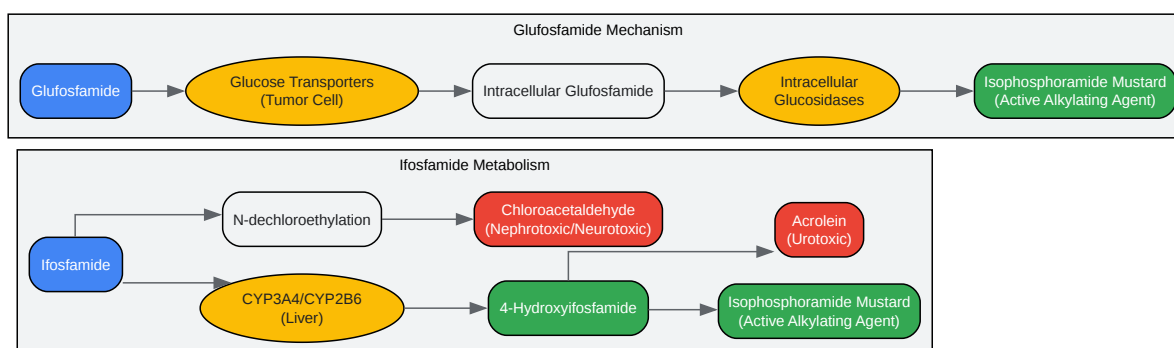 Glufosfamide Mechanism
Glufosfamide
Glucose Transporters
(Tumor Cell)
Intracellular Glufosfamide
Intracellular
Glucosidases
Isophosphoramide Mustard
(Active Alkylating Agent)
Ifosfamide Metabolism
N-dechloroethylation
Chloroacetaldehyde
(Nephrotoxic/Neurotoxic)
Acrolein
(Urotoxic)
Ifosfamide
CYP3A4/CYP2B6
(Liver)
4-Hydroxyifosfamide
Isophosphoramide Mustard
(Active Alkylating Agent)